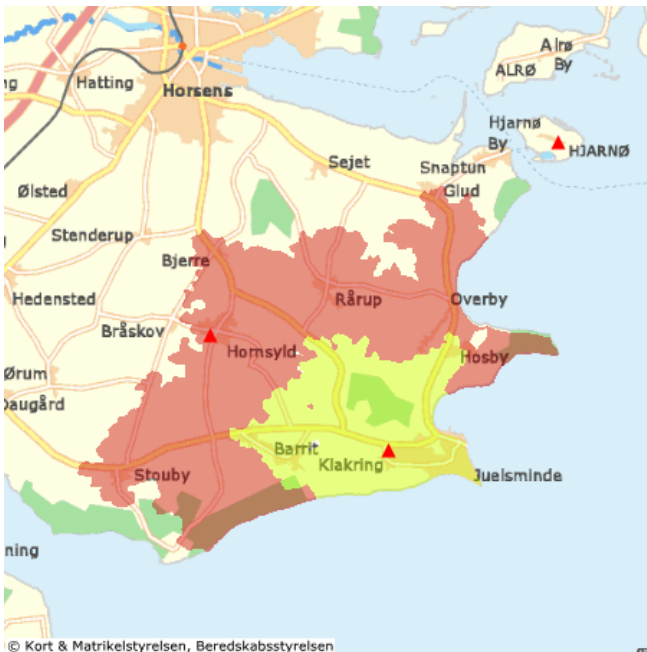 Alrø
By
ALRØ
ng
Hatting
Horsens
Hjarnø
By
HJARNØ
Sejet
Snaptun
Glud
Ølsted
Stenderup
Bjerre
Hedensted
Rårup
Overby
Bråskov
Hornsyld
Hosby
Ørum
Daugård
Barrit
Klakring
Stouby
Juelsminde
ning
© Kort & Matrikelstyrelsen, Beredskabsstyrelsen